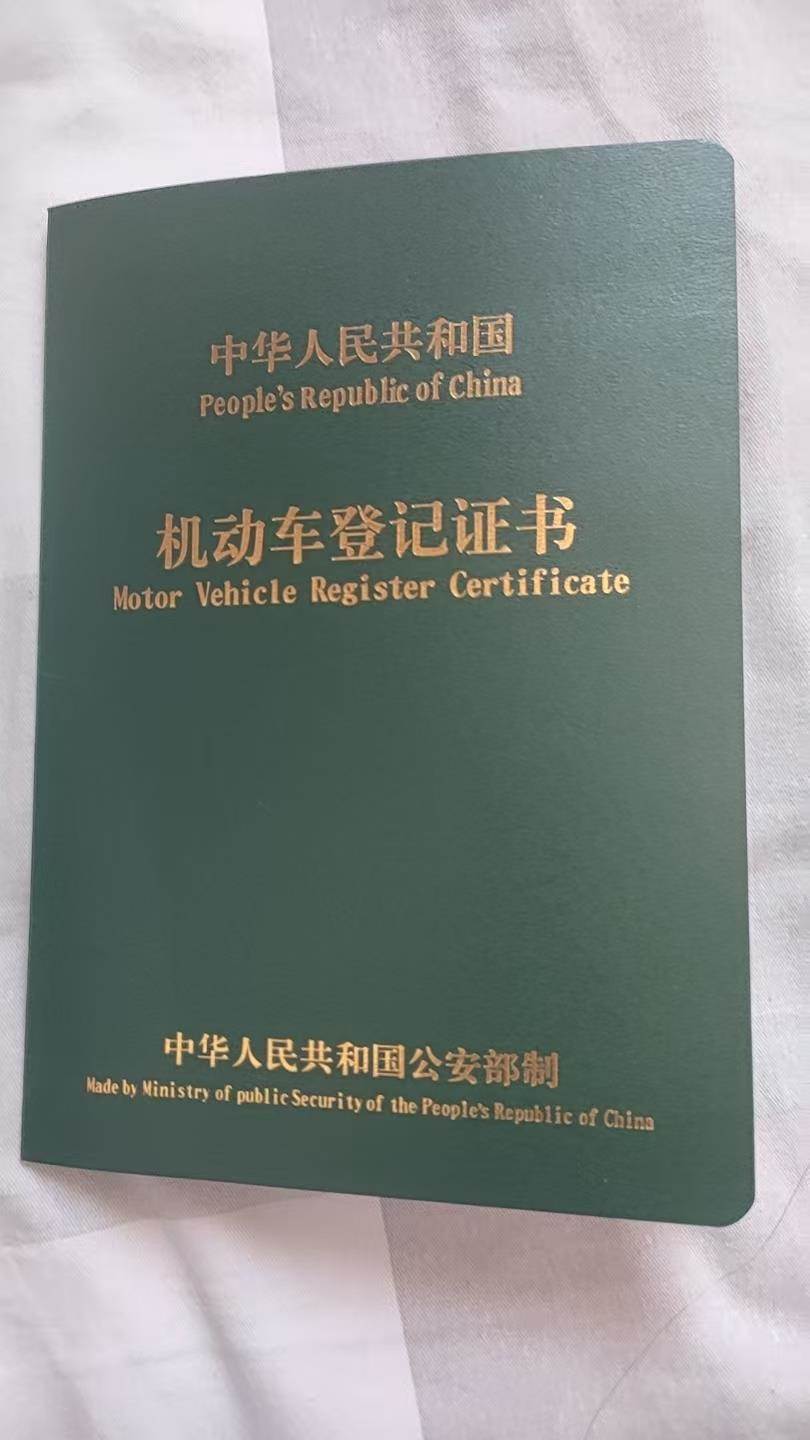 中华人民共和国
People's Republic of China
机动车登记证书
Motor Vehicle Register Certificate
中华人民共和国公安部制
Made by Ministry of public Security of the People's Republic of China